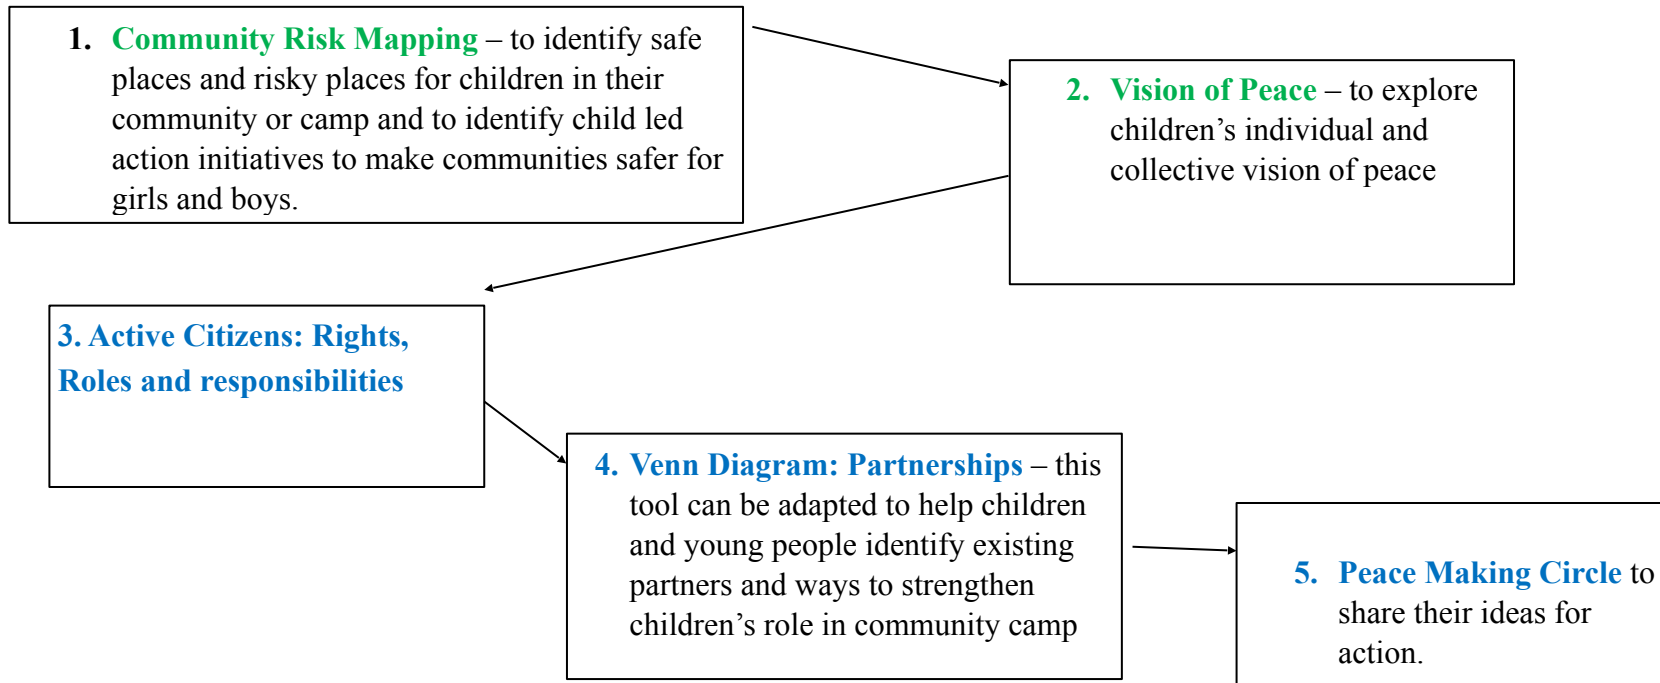 1. Community Risk Mapping – to identify safe
places and risky places for children in their
community or camp and to identify child led
action initiatives to make communities safer for
girls and boys.
2. Vision of Peace – to explore
children’s individual and
collective vision of peace
3. Active Citizens: Rights,
Roles and responsibilities
4. Venn Diagram: Partnerships – this
tool can be adapted to help children
and young people identify existing
partners and ways to strengthen
children’s role in community camp
5. Peace Making Circle to
share their ideas for
action.